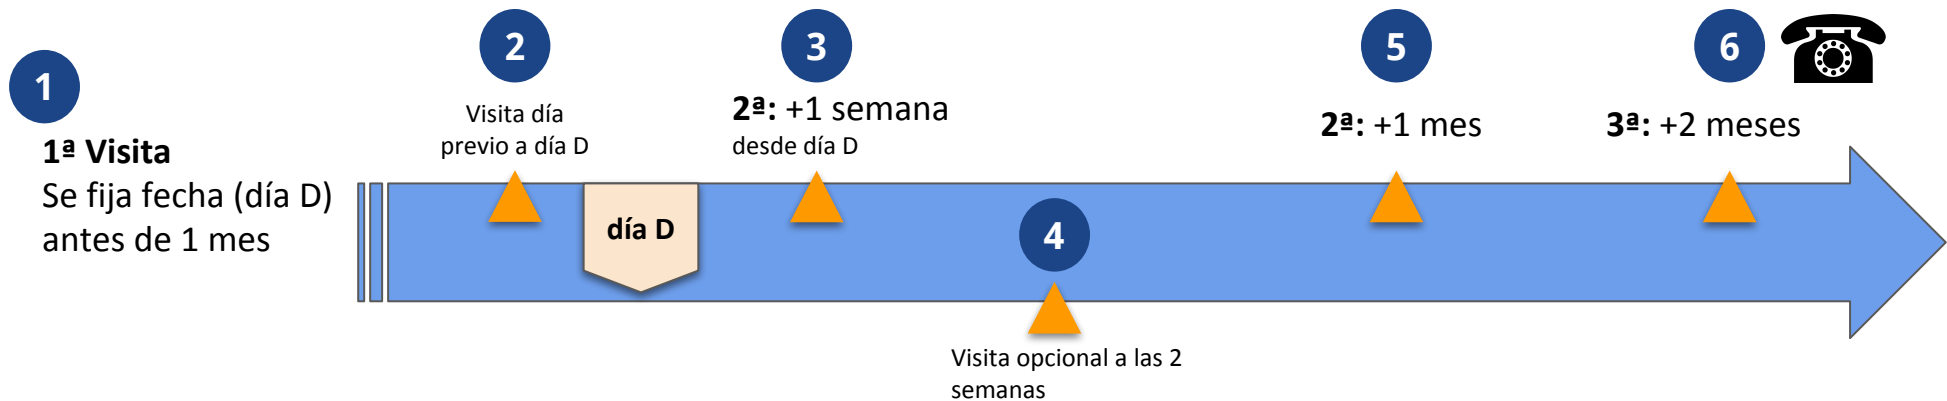 1
1ª Visita
Se fija fecha (día D)
antes de 1 mes
2
Visita día
previo a día D
día D
3
2ª: +1 semana
desde día D
4
Visita opcional a las 2
semanas
5
2ª: +1 mes
6
3ª: +2 meses